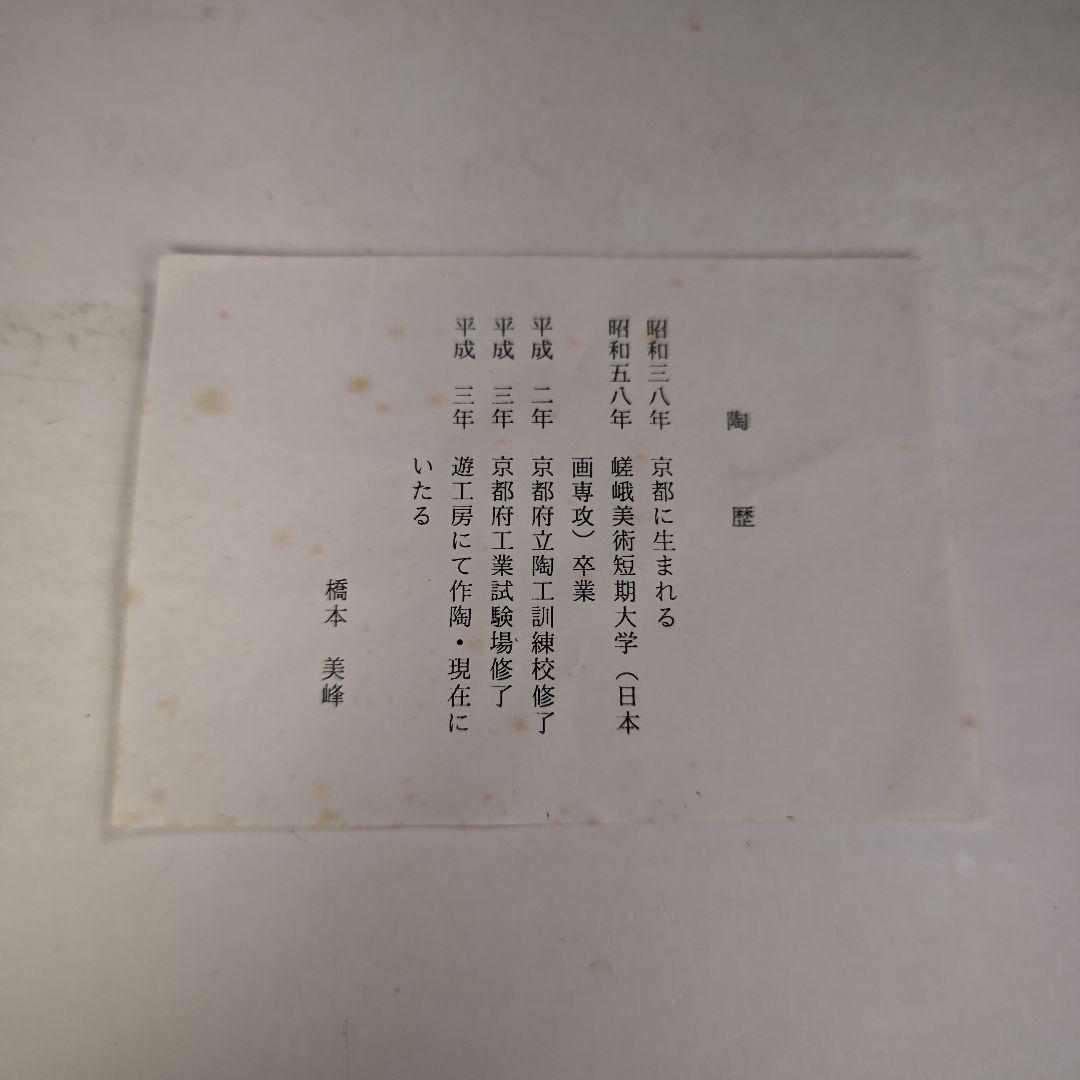 陶 歴
昭和三八年 京都に生まれる
昭和五八年 嵯峨美術短期大学（日本
画専攻）卒業
平成 二年 京都府立陶工訓練校修了
平成 三年 京都府工業試験場修了
平成 三年 遊工房にて作陶・現在に
いたる
橋本 美峰